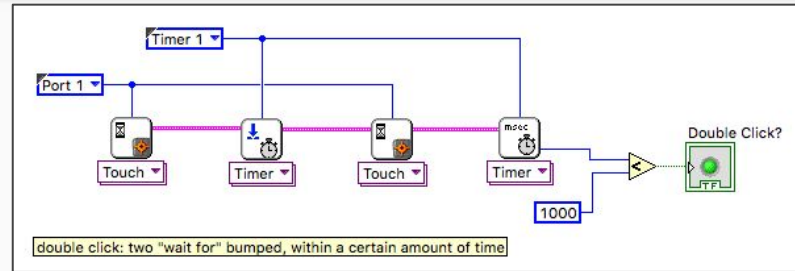 Timer 1
Port 1
msec
Double Click?
Touch
Timer
Touch
Timer
<
TF
1000
double click: two "wait for" bumped, within a certain amount of time